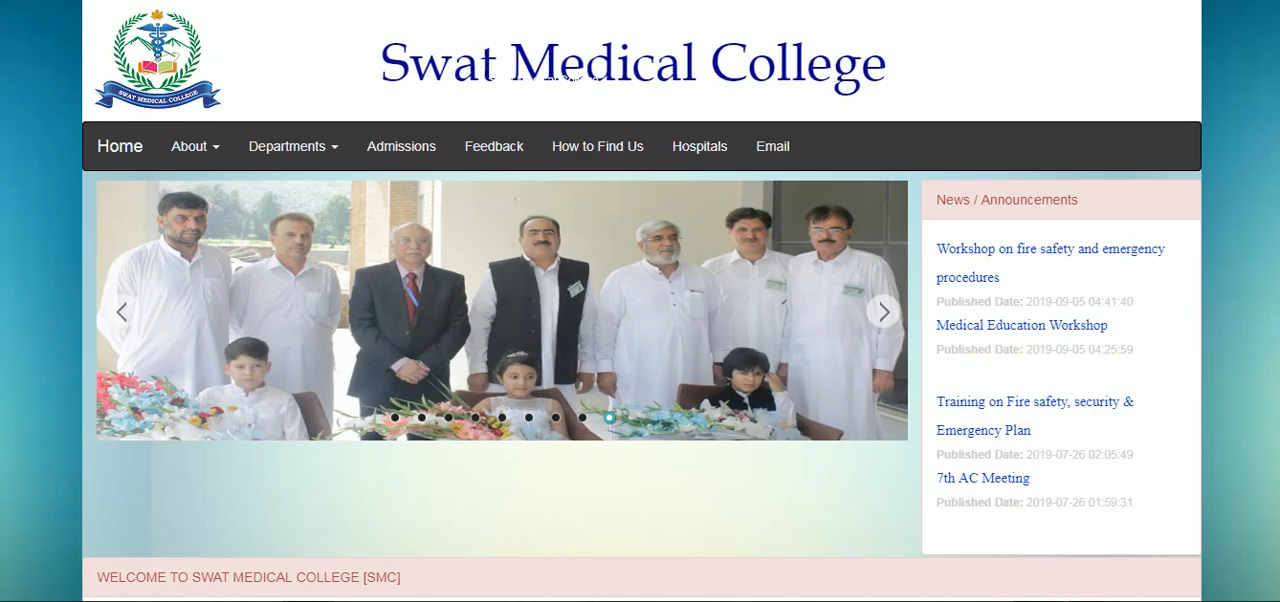 Swat Medical College
SWAT MEDICAL COLLEGE
Home About Departments Admissions Feedback How to Find Us Hospitals Email
News / Announcements
Workshop on fire safety and emergency
procedures
Published Date: 2019-09-05 04:41:40
Medical Education Workshop
Published Date: 2019-09-05 04:25:59
Training on Fire safety, security &
Emergency Plan
Published Date: 2019-07-26 02:05:49
7th AC Meeting
Published Date: 2019-07-26 01:59:31
WELCOME TO SWAT MEDICAL COLLEGE [SMC]